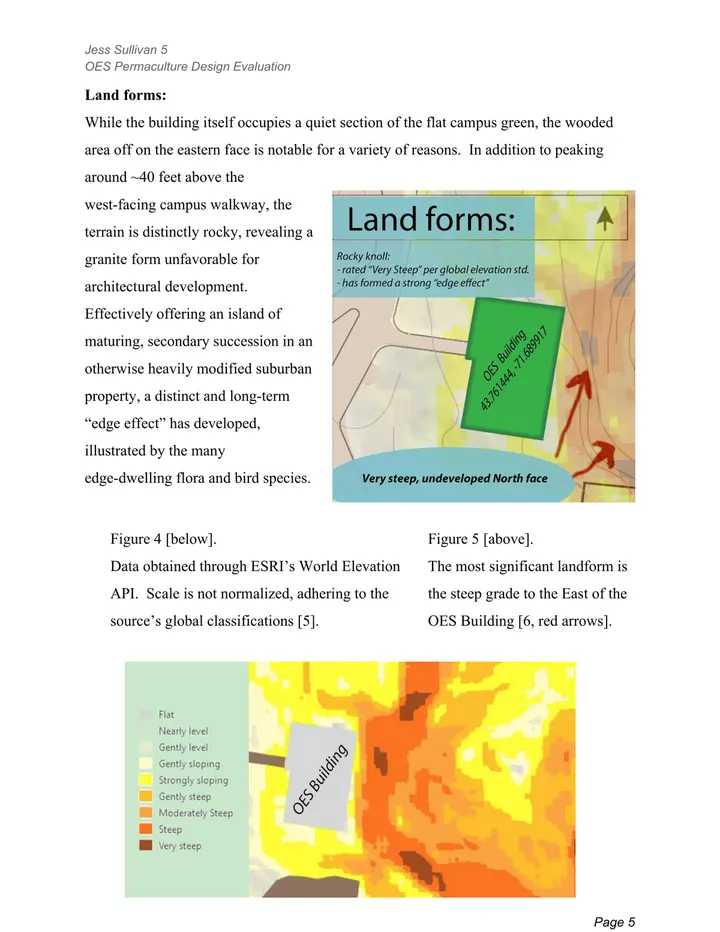 Jess Sullivan 5
OES Permaculture Design Evaluation
Land forms:
While the building itself occupies a quiet section of the flat campus green, the wooded
area off on the eastern face is notable for a variety of reasons.  In addition to peaking
around ~40 feet above the
west-facing campus walkway, the
terrain is distinctly rocky, revealing a
granite form unfavorable for
architectural development.
Effectively offering an island of
maturing, secondary succession in an
otherwise heavily modified suburban
property, a distinct and long-term
“edge effect” has developed,
illustrated by the many
edge-dwelling flora and bird species.
Land forms:
Rocky knoll:
- rated “Very Steep” per global elevation std.
- has formed a strong “edge effect”
OES Building
43.761444, -71.689917
Very steep, undeveloped North face
Figure 4 [below].
Data obtained through ESRI’s World Elevation
API.  Scale is not normalized, adhering to the
source’s global classifications [5].
Figure 5 [above].
The most significant landform is
the steep grade to the East of the
OES Building [6, red arrows].
Flat
Nearly level
Gently level
Gently sloping
Strongly sloping
Gently steep
Moderately Steep
Steep
Very steep
OES Building
Page 5